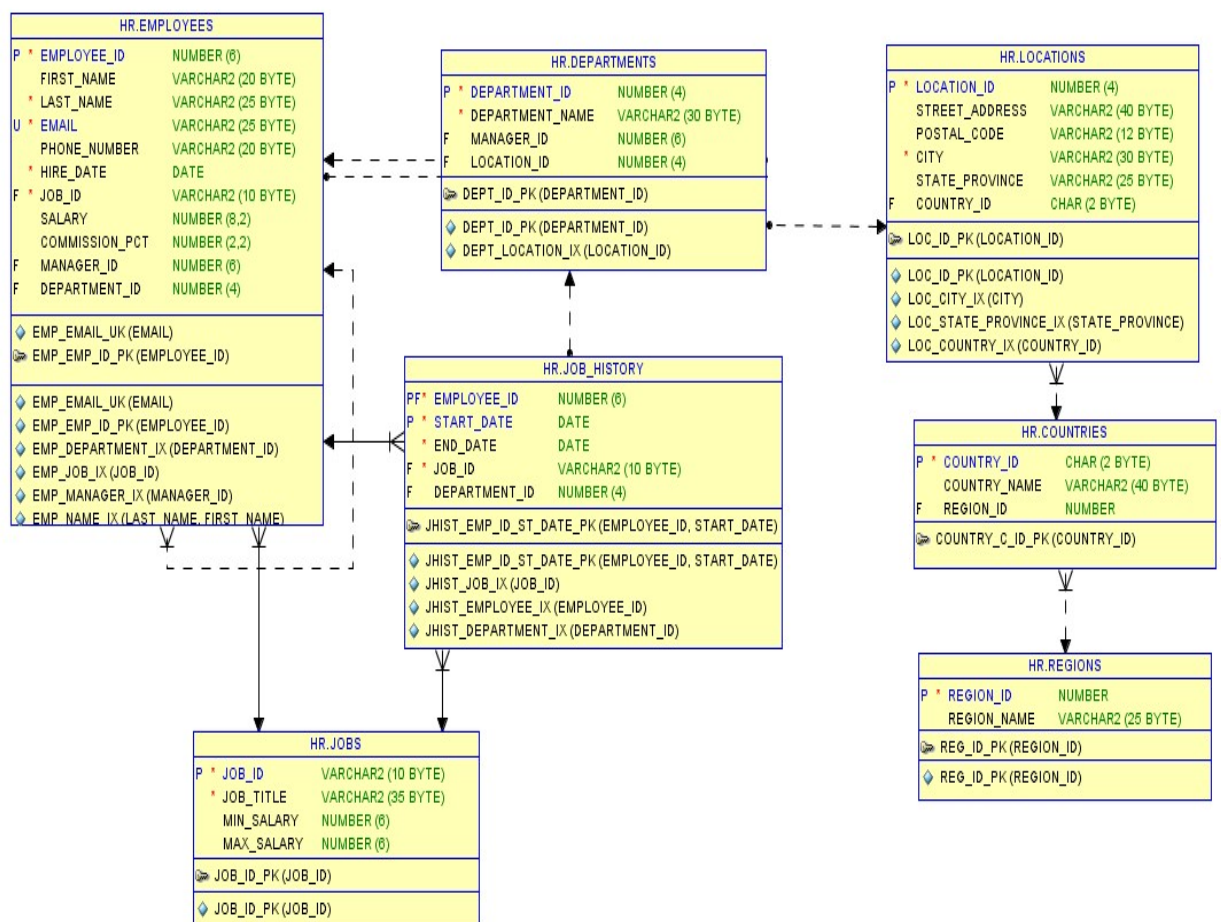 HR.EMPLOYEES
P * EMPLOYEE_ID NUMBER (6)
FIRST_NAME VARCHAR2 (20 BYTE)
* LAST_NAME VARCHAR2 (25 BYTE)
U * EMAIL VARCHAR2 (25 BYTE)
PHONE_NUMBER VARCHAR2 (20 BYTE)
* HIRE_DATE DATE
F * JOB_ID VARCHAR2 (10 BYTE)
SALARY NUMBER (8,2)
COMMISSION_PCT NUMBER (2,2)
F MANAGER_ID NUMBER (6)
F DEPARTMENT_ID NUMBER (4)
EMP_EMAIL_UK (EMAIL)
EMP_EMP_ID_PK (EMPLOYEE_ID)
EMP_EMAIL_UK (EMAIL)
EMP_EMP_ID_PK (EMPLOYEE_ID)
EMP_DEPARTMENT_IX (DEPARTMENT_ID)
EMP_JOB_IX (JOB_ID)
EMP_MANAGER_IX (MANAGER_ID)
EMP_NAME_IX (LAST_NAME, FIRST_NAME)
HR.DEPARTMENTS
P * DEPARTMENT_ID NUMBER (4)
* DEPARTMENT_NAME VARCHAR2 (30 BYTE)
F MANAGER_ID NUMBER (6)
F LOCATION_ID NUMBER (4)
DEPT_ID_PK (DEPARTMENT_ID)
DEPT_ID_PK (DEPARTMENT_ID)
DEPT_LOCATION_IX (LOCATION_ID)
HR.LOCATIONS
P * LOCATION_ID NUMBER (4)
STREET_ADDRESS VARCHAR2 (40 BYTE)
POSTAL_CODE VARCHAR2 (12 BYTE)
* CITY VARCHAR2 (30 BYTE)
STATE_PROVINCE VARCHAR2 (25 BYTE)
F COUNTRY_ID CHAR (2 BYTE)
LOC_ID_PK (LOCATION_ID)
LOC_ID_PK (LOCATION_ID)
LOC_CITY_IX (CITY)
LOC_STATE_PROVINCE_IX (STATE_PROVINCE)
LOC_COUNTRY_IX (COUNTRY_ID)
HR.JOB_HISTORY
PF* EMPLOYEE_ID NUMBER (6)
P * START_DATE DATE
* END_DATE DATE
F * JOB_ID VARCHAR2 (10 BYTE)
F DEPARTMENT_ID NUMBER (4)
JHIST_EMP_ID_ST_DATE_PK (EMPLOYEE_ID, START_DATE)
JHIST_EMP_ID_ST_DATE_PK (EMPLOYEE_ID, START_DATE)
JHIST_JOB_IX (JOB_ID)
JHIST_EMPLOYEE_IX (EMPLOYEE_ID)
JHIST_DEPARTMENT_IX (DEPARTMENT_ID)
HR.COUNTRIES
P * COUNTRY_ID CHAR (2 BYTE)
COUNTRY_NAME VARCHAR2 (40 BYTE)
F REGION_ID NUMBER
COUNTRY_C_ID_PK (COUNTRY_ID)
HR.REGIONS
P * REGION_ID NUMBER
REGION_NAME VARCHAR2 (25 BYTE)
REG_ID_PK (REGION_ID)
REG_ID_PK (REGION_ID)
HR.JOBS
P * JOB_ID VARCHAR2 (10 BYTE)
* JOB_TITLE VARCHAR2 (35 BYTE)
MIN_SALARY NUMBER (6)
MAX_SALARY NUMBER (6)
JOB_ID_PK (JOB_ID)
JOB_ID_PK (JOB_ID)